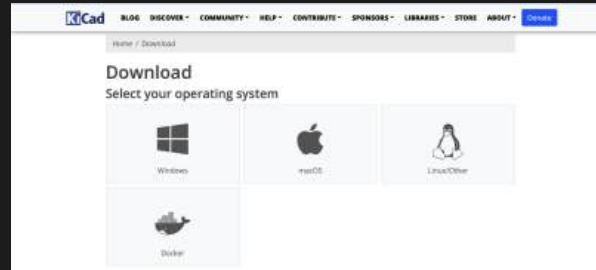 KiCad BLOG DISCOVER COMMUNITY HELP CONTRIBUTE SPONSORS LIBRARIES STORE ABOUT Donate
Home / Download
Download
Select your operating system
Windows macOS Linux/Other
Docker